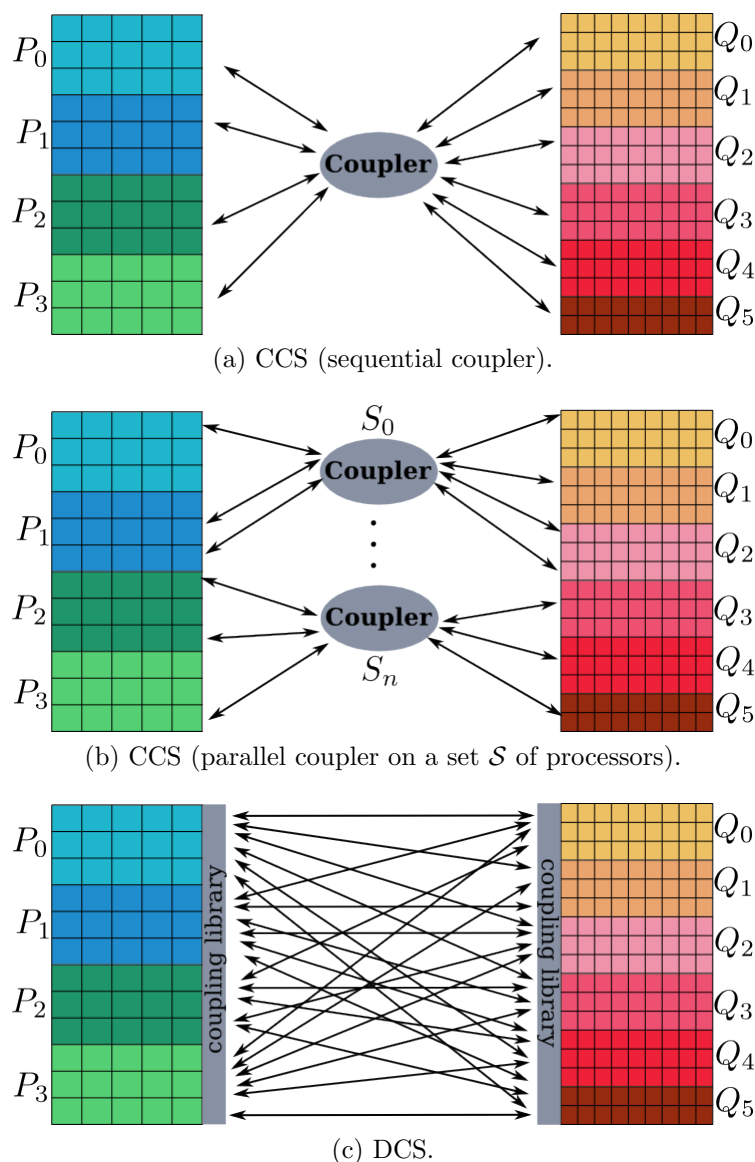 P₀
P₁
P₂
P₃
Coupler
Q₀
Q₁
Q₂
Q₃
Q₄
Q₅
(a) CCS (sequential coupler).
P₀
P₁
P₂
P₃
S₀
Coupler
Coupler
Sₙ
Q₀
Q₁
Q₂
Q₃
Q₄
Q₅
(b) CCS (parallel coupler on a set 𝒮 of processors).
P₀
P₁
P₂
P₃
coupling library
coupling library
Q₀
Q₁
Q₂
Q₃
Q₄
Q₅
(c) DCS.